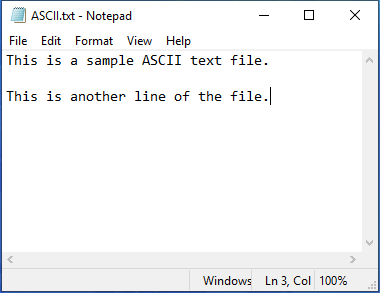 ASCII.txt - Notepad
File Edit Format View Help
This is a sample ASCII text file.
This is another line of the file.
Windows Ln 3, Col 100%